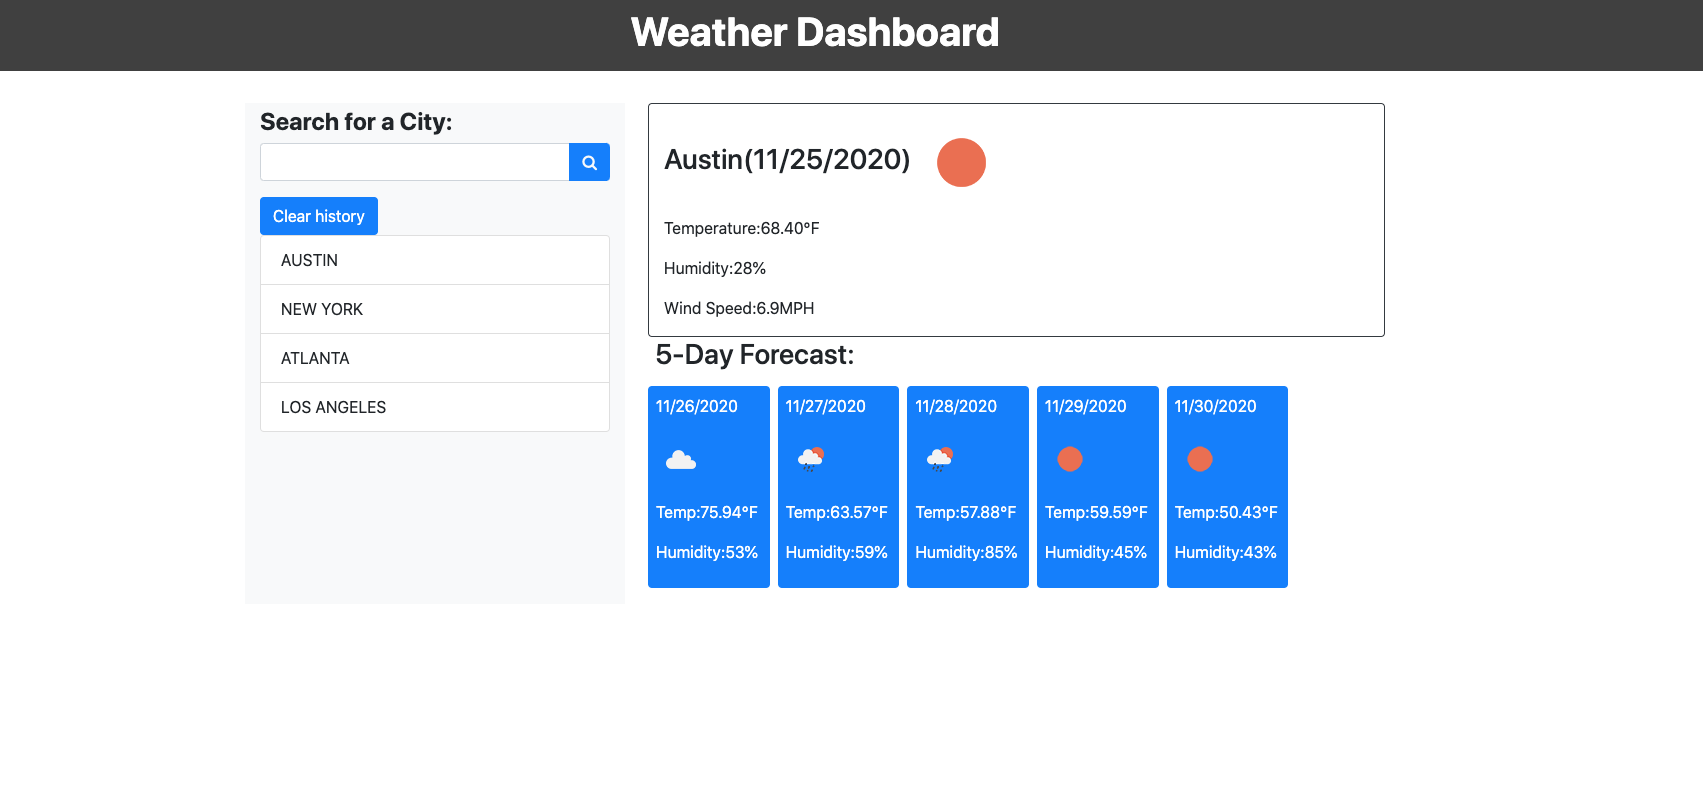 Weather Dashboard
Search for a City:
Clear history
AUSTIN
NEW YORK
ATLANTA
LOS ANGELES
Austin(11/25/2020)
Temperature:68.40°F
Humidity:28%
Wind Speed:6.9MPH
5-Day Forecast:
11/26/2020
Temp:75.94°F
Humidity:53%
11/27/2020
Temp:63.57°F
Humidity:59%
11/28/2020
Temp:57.88°F
Humidity:85%
11/29/2020
Temp:59.59°F
Humidity:45%
11/30/2020
Temp:50.43°F
Humidity:43%